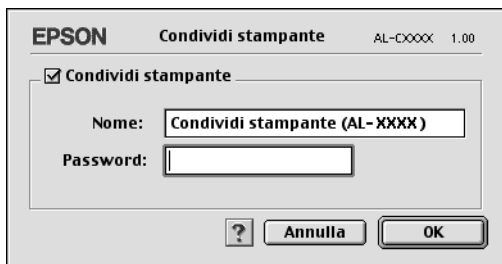 EPSON Condividi stampante AL-CXXXX 1.00
Condividi stampante
Nome: Condividi stampante (AL-XXXX)
Password:
? Annulla OK